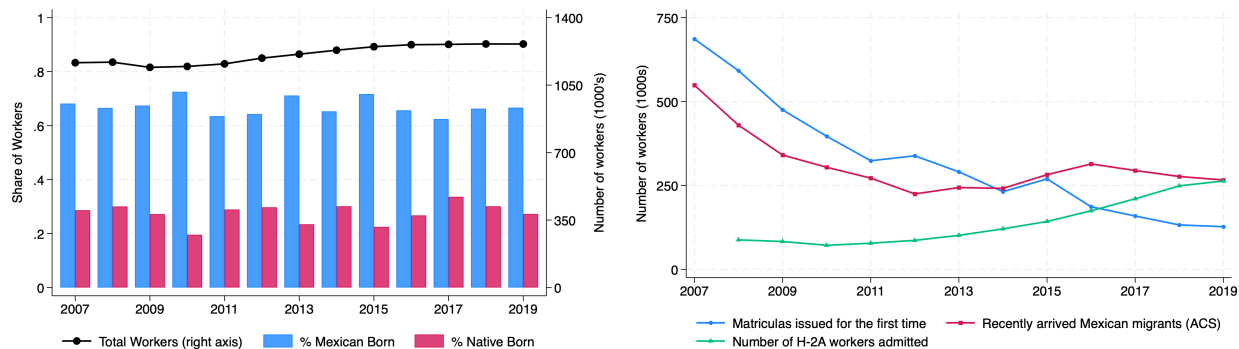 1
.8
.6
.4
.2
0
Share of Workers
1400
1050
700
350
0
Number of workers (1000's)
2007 2009 2011 2013 2015 2017 2019
Total Workers (right axis) % Mexican Born % Native Born
750
500
250
0
Number of workers (1000s)
2007 2009 2011 2013 2015 2017 2019
Matriculas issued for the first time Recently arrived Mexican migrants (ACS)
Number of H-2A workers admitted